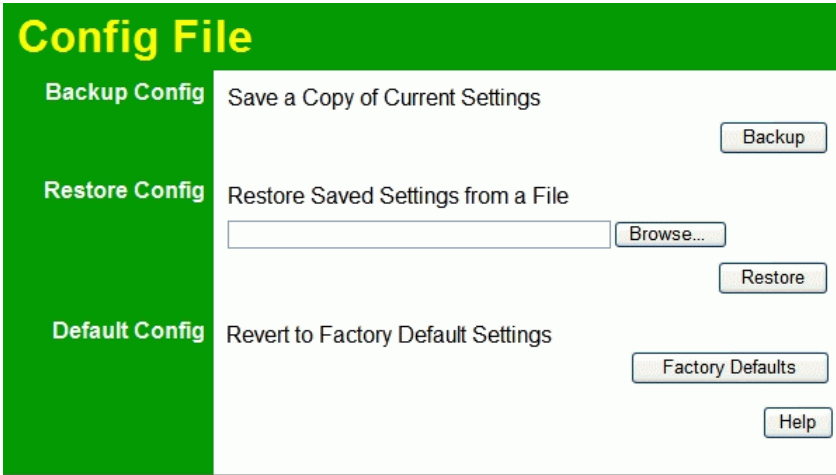 Config File
Backup Config
Save a Copy of Current Settings
Backup
Restore Config
Restore Saved Settings from a File
Browse...
Restore
Default Config
Revert to Factory Default Settings
Factory Defaults
Help